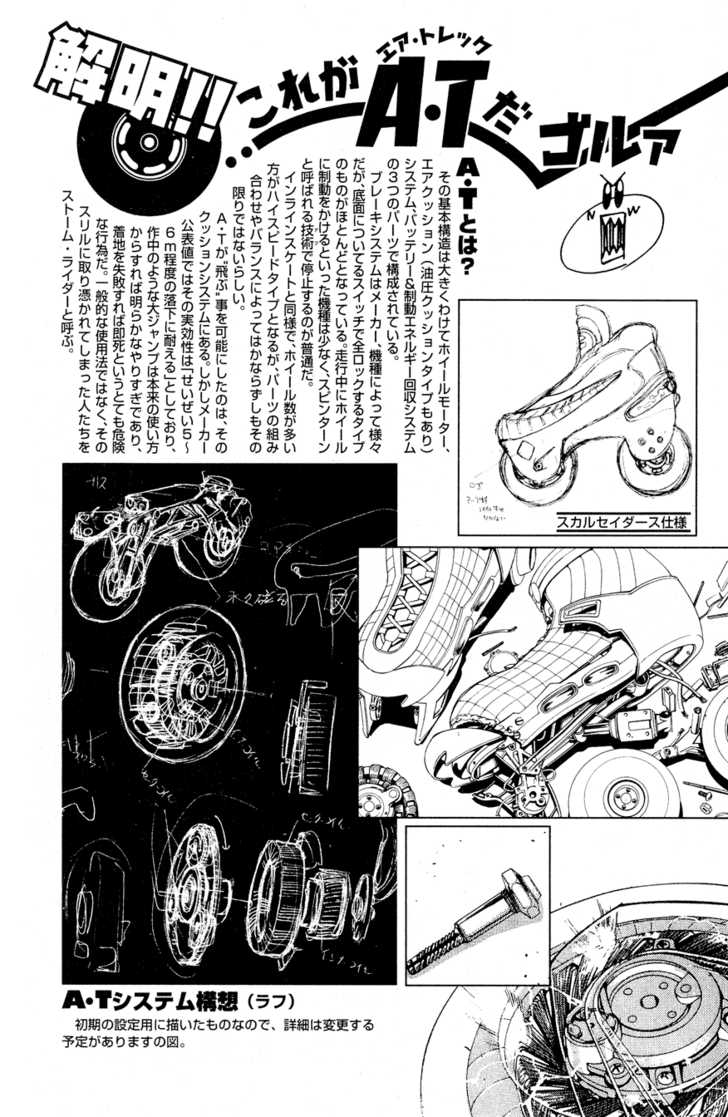 解明!!
これが
エア・トレック
A・T
だ
ゴルァ
A・Tとは?
その基本構造は大きくわけてホイールモーター、
エアクッション（油圧クッションタイプもあり）
システム・バッテリー&制動エネルギー回収システム
の3つのパーツで構成されている。
ブレーキシステムはメーカー、機種によって様々
だが、底面についてるスイッチで全ロックするタイプ
のものがほとんどとなっている。走行中にホイール
に制動をかけるといった機種は少なく、スピンターン
と呼ばれる技術で停止するのが普通だ。
インラインスケートと同様で、ホイール数が多い
方がハイスピードタイプとなるが、パーツの組み
合わせやバランスによってはかならずしもその
限りではないらしい。
A・Tが"飛ぶ"事を可能にしたのは、その
クッションシステムにある。しかしメーカー
公表値ではその実効性は「せいぜい5～
6m程度の落下に耐える」としており、
作中のような大ジャンプは本来の使い方
からすれば明らかなやりすぎであり、
着地を失敗すれば即死というとても危険
な行為だ。一般的な使用法ではなく、その
スリルに取り憑かれてしまった人たちを
ストーム・ライダーと呼ぶ。
スカルセイダース仕様
A・Tシステム構想（ラフ）
初期の設定用に描いたものなので、詳細は変更する
予定がありますの図。